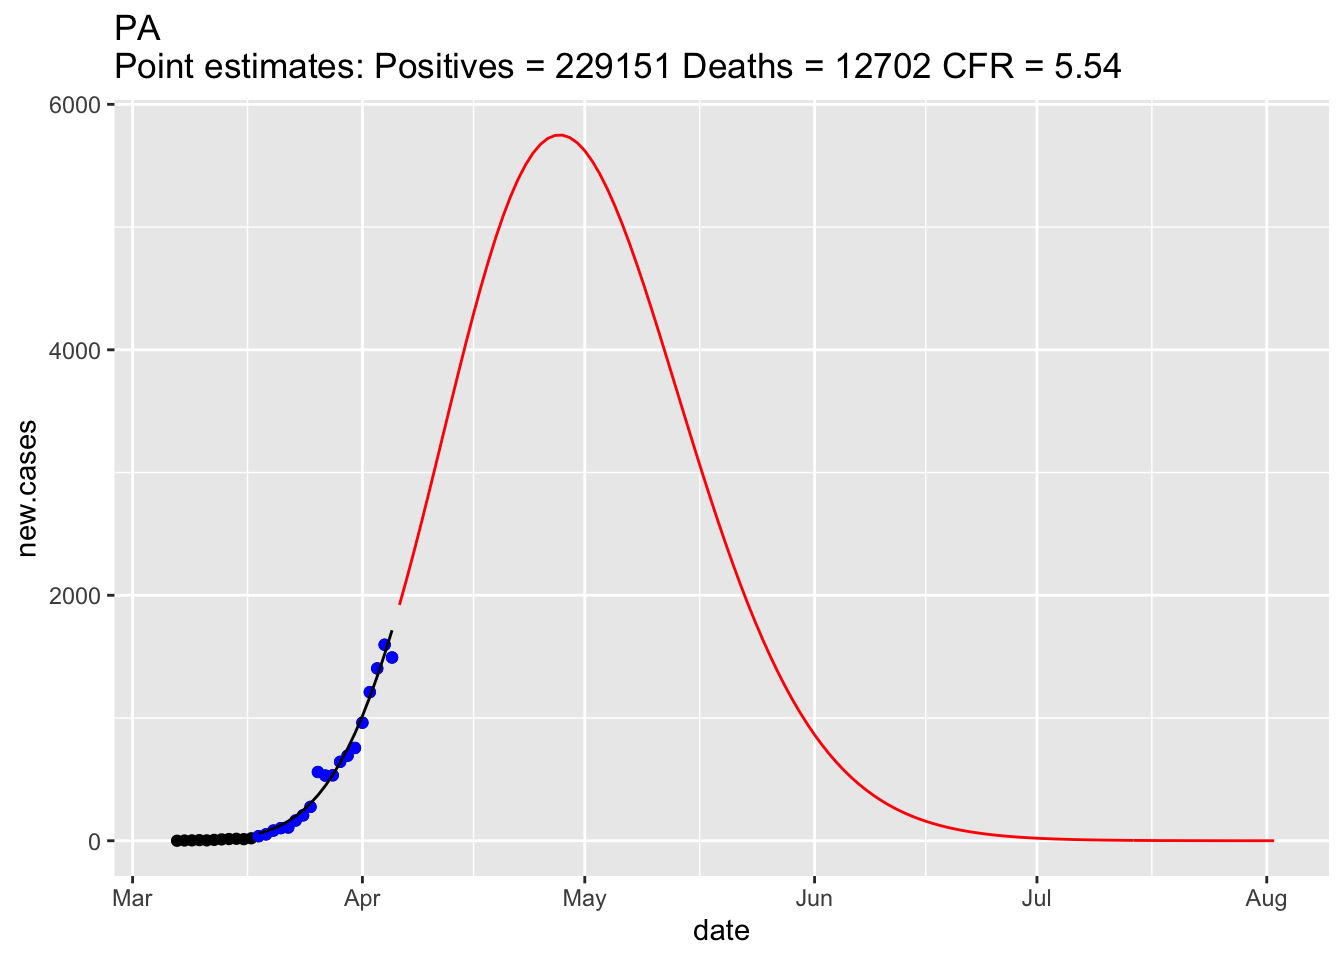 PA
Point estimates: Positives = 229151 Deaths = 12702 CFR = 5.54
6000
4000
2000
0
new.cases
Mar Apr May Jun Jul Aug
date